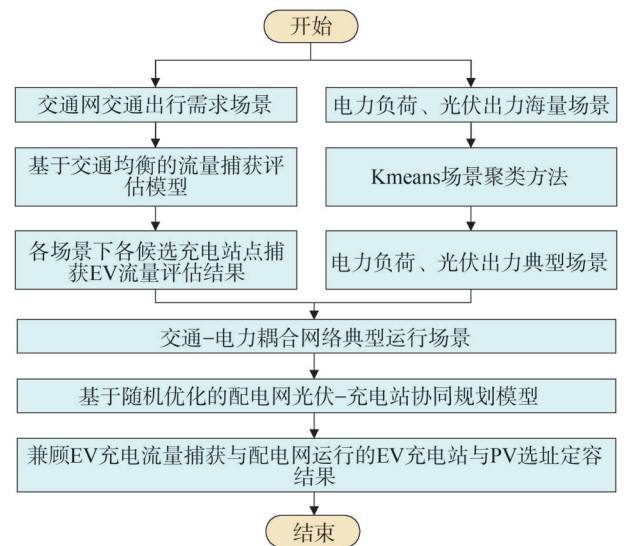 开始
交通网交通出行需求场景
电力负荷、光伏出力海量场景
基于交通均衡的流量捕获评
估模型
Kmeans场景聚类方法
各场景下各候选充电站点捕
获EV流量评估结果
电力负荷、光伏出力典型场景
交通-电力耦合网络典型运行场景
基于随机优化的配电网光伏-充电站协同规划模型
兼顾EV充电流量捕获与配电网运行的EV充电站与PV选址定容
结果
结束